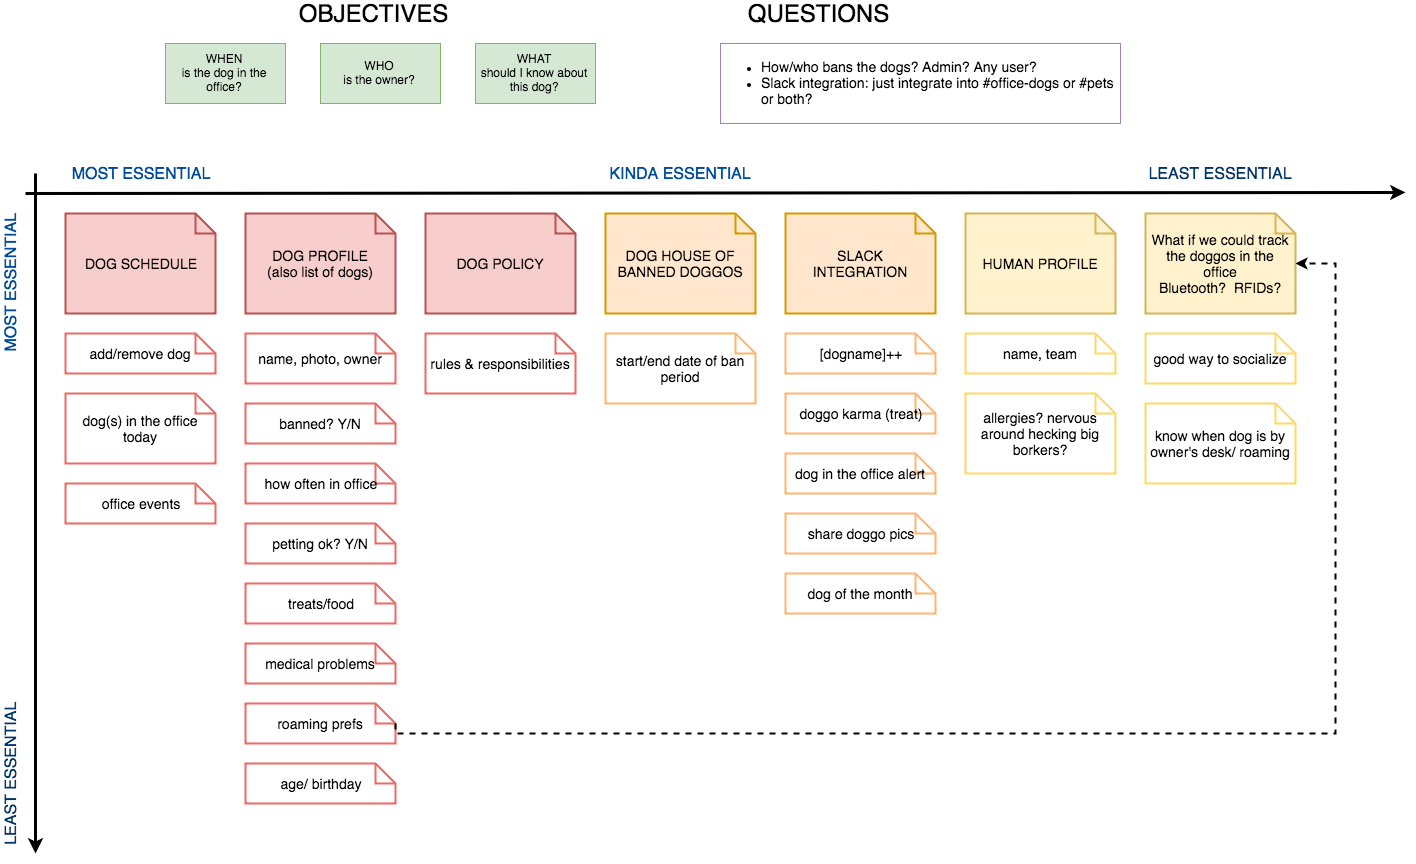 OBJECTIVES
QUESTIONS
WHEN
is the dog in the
office?
WHO
is the owner?
WHAT
should I know about
this dog?
How/who bans the dogs? Admin? Any user?
Slack integration: just integrate into #office-dogs or #pets
or both?
MOST ESSENTIAL
KINDA ESSENTIAL
LEAST ESSENTIAL
MOST ESSENTIAL
LEAST ESSENTIAL
DOG SCHEDULE
add/remove dog
dog(s) in the office
today
office events
DOG PROFILE
(also list of dogs)
name, photo, owner
banned? Y/N
how often in office
petting ok? Y/N
treats/food
medical problems
roaming prefs
age/ birthday
DOG POLICY
rules & responsibilities
DOG HOUSE OF
BANNED DOGGOS
start/end date of ban
period
SLACK
INTEGRATION
[dogname]++
doggo karma (treat)
dog in the office alert
share doggo pics
dog of the month
HUMAN PROFILE
name, team
allergies? nervous
around hecking big
borkers?
What if we could track
the doggos in the
office
Bluetooth? RFIDs?
good way to socialize
know when dog is by
owner's desk/ roaming